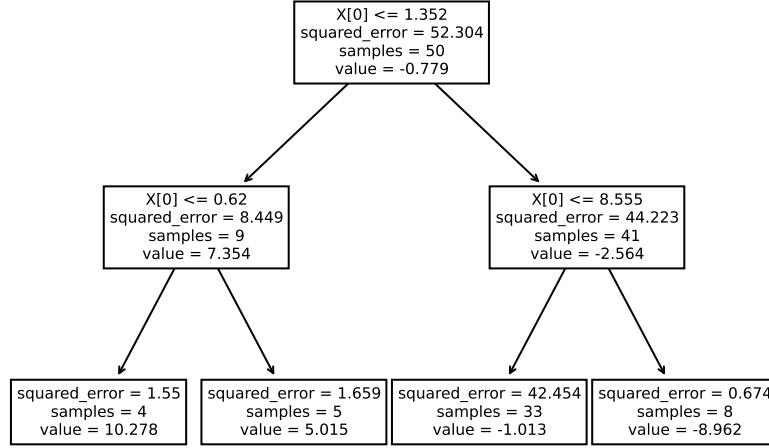 X[0] <= 1.352
squared_error = 52.304
samples = 50
value = -0.779
X[0] <= 0.62
squared_error = 8.449
samples = 9
value = 7.354
X[0] <= 8.555
squared_error = 44.223
samples = 41
value = -2.564
squared_error = 1.55
samples = 4
value = 10.278
squared_error = 1.659
samples = 5
value = 5.015
squared_error = 42.454
samples = 33
value = -1.013
squared_error = 0.674
samples = 8
value = -8.962